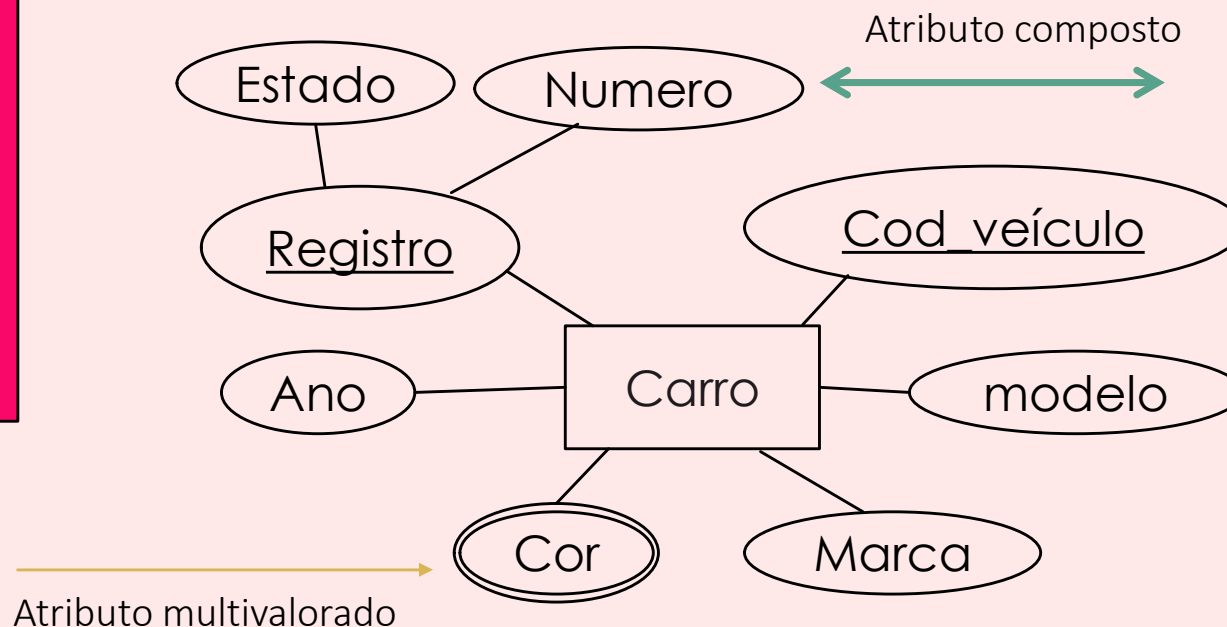 Atributo composto
Estado
Numero
Registro
Cod_veículo
Ano
Carro
modelo
Cor
Marca
Atributo multivalorado